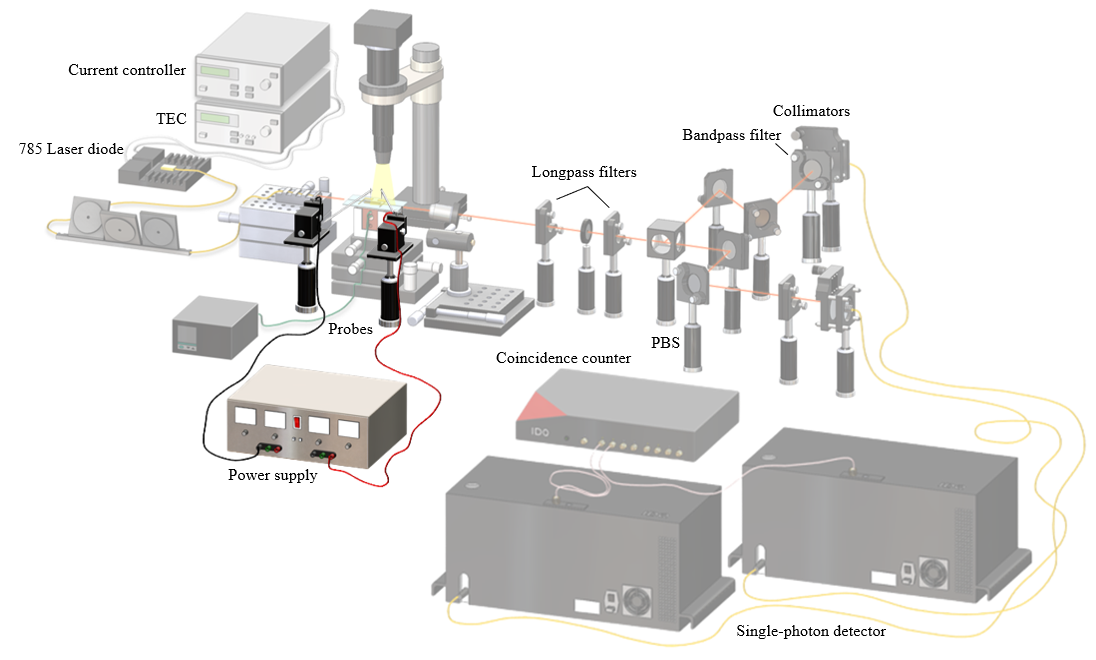 Current controller
TEC
785 Laser diode
Collimators
Bandpass filter
Longpass filters
Probes
PBS
Coincidence counter
IDQ
Power supply
Single-photon detector